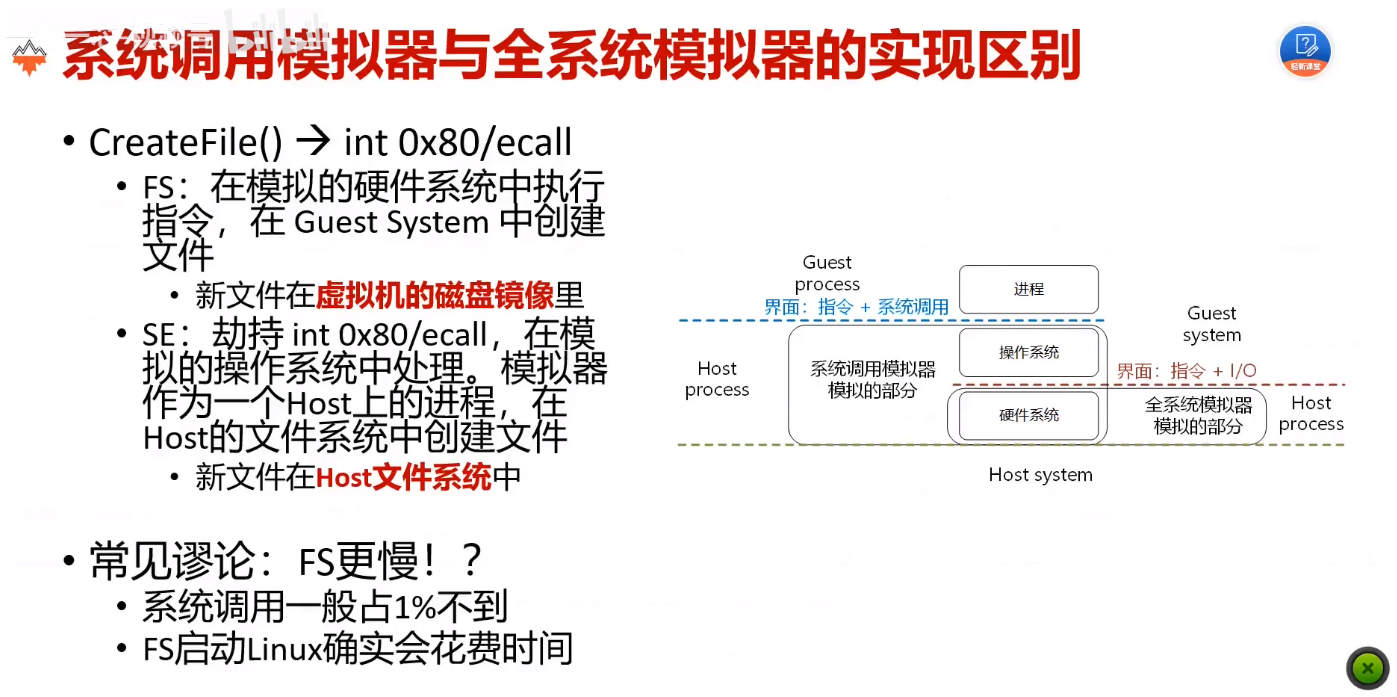 系统调用模拟器与全系统模拟器的实现区别
bilibili
轻新课堂
• CreateFile() → int 0x80/ecall
• FS：在模拟的硬件系统中执行
指令，在 Guest System 中创建
文件
• 新文件在虚拟机的磁盘镜像里
• SE：劫持 int 0x80/ecall，在模
拟的操作系统中处理。模拟器
作为一个Host上的进程，在
Host的文件系统中创建文件
• 新文件在Host文件系统中
• 常见谬论：FS更慢！？
• 系统调用一般占1%不到
• FS启动Linux确实会花费时间
Guest
process
界面：指令 + 系统调用
进程
Guest
system
Host
process
系统调用模拟器
模拟的部分
操作系统
界面：指令 + I/O
硬件系统
全系统模拟器
模拟的部分
Host
process
Host system